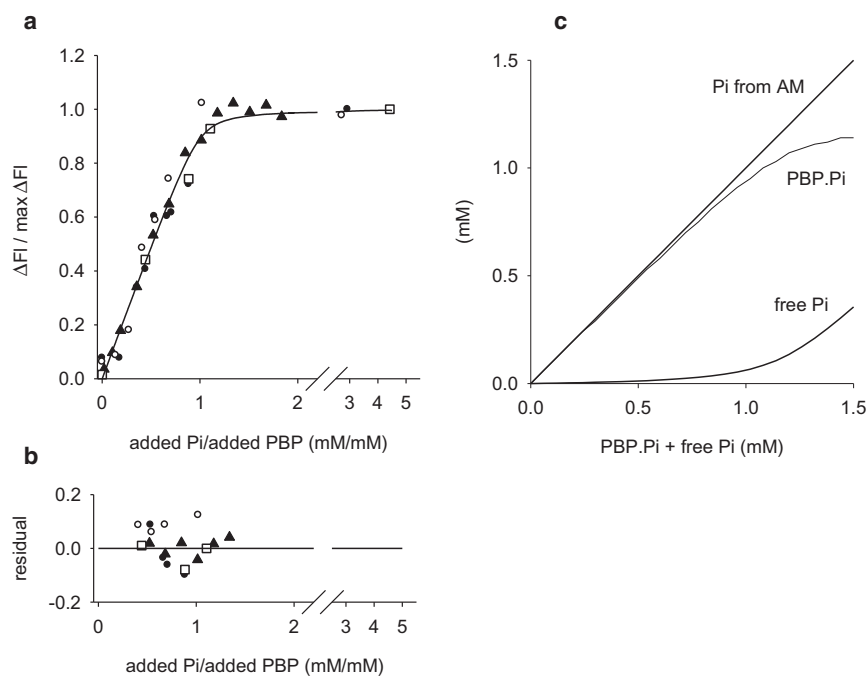 a
1.2
1.0
0.8
0.6
0.4
0.2
0.0
ΔFl / max ΔFl
0 1 2 3 4 5
added Pi/added PBP (mM/mM)
b
0.2
0.0
-0.2
residual
0 1 2 3 4 5
added Pi/added PBP (mM/mM)
c
1.5
1.0
0.5
0.0
(mM)
Pi from AM
PBP.Pi
free Pi
0.0 0.5 1.0 1.5
PBP.Pi + free Pi (mM)